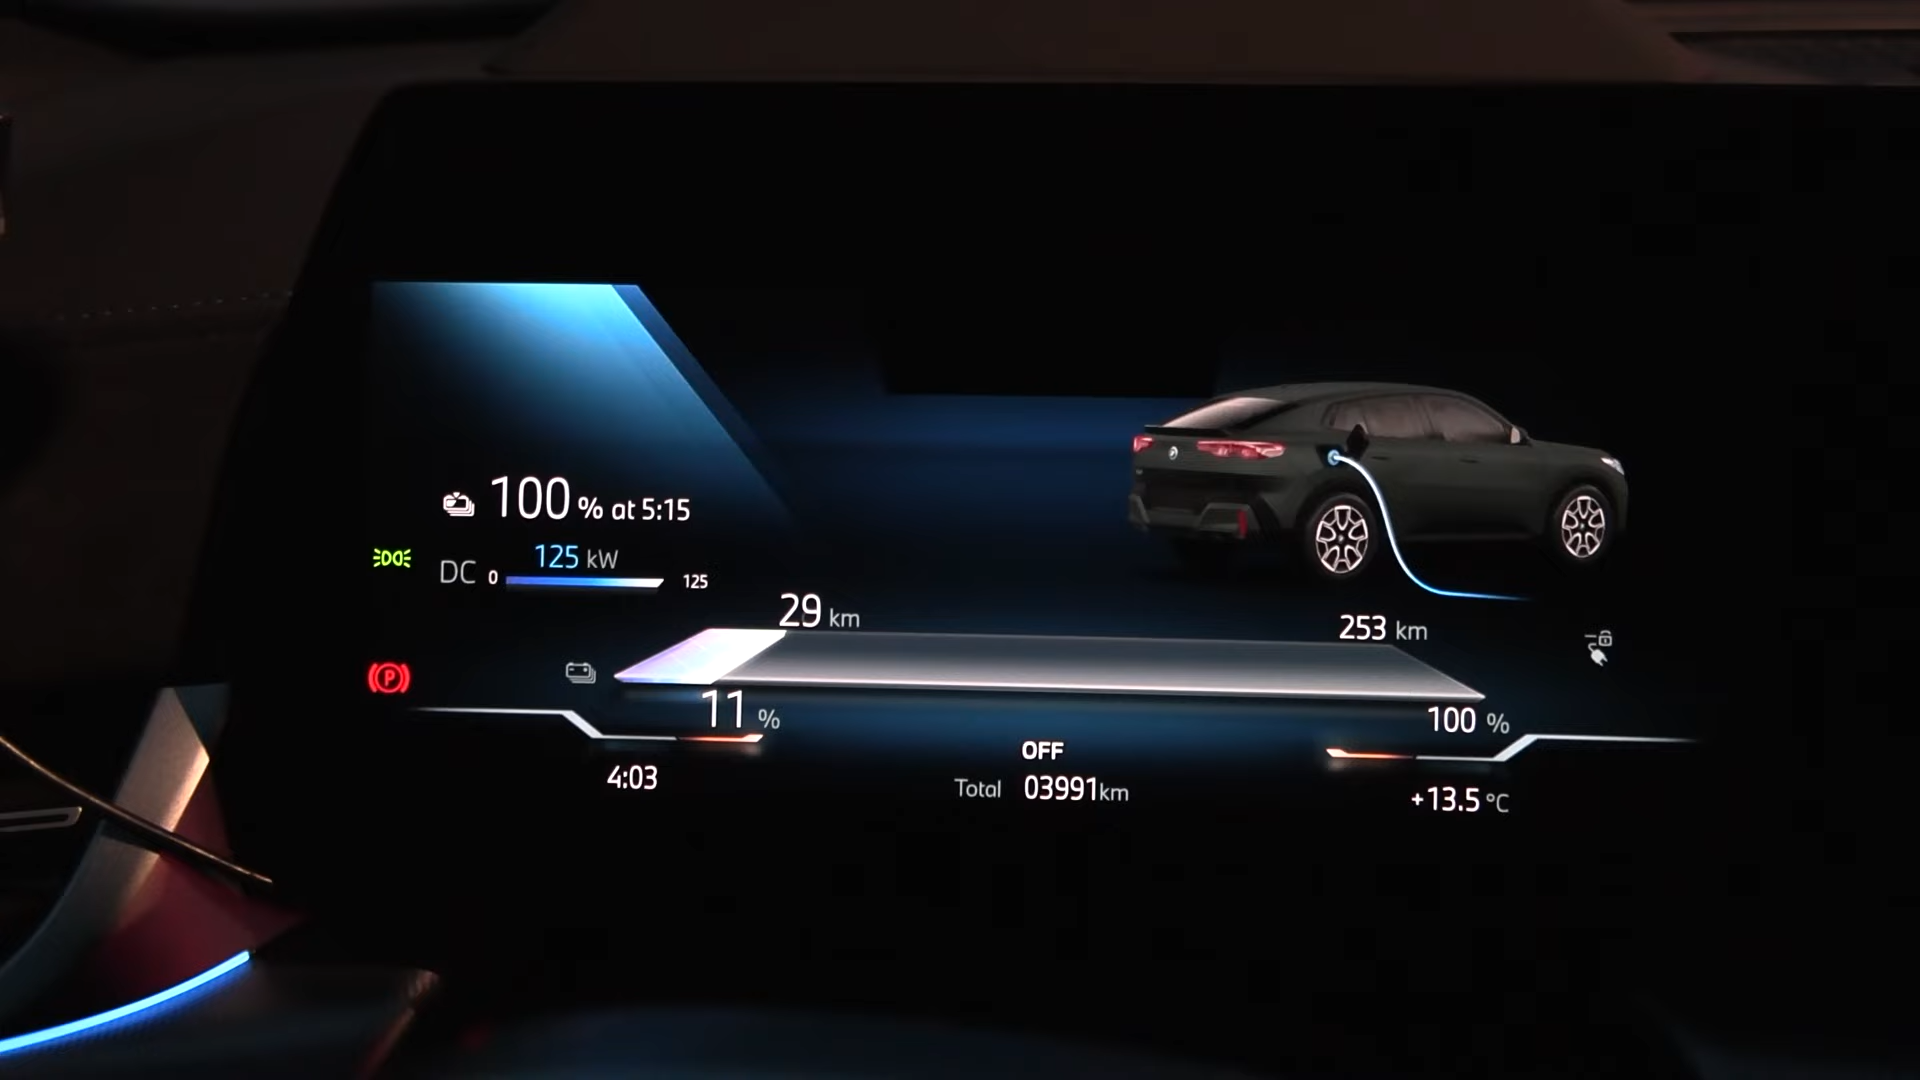 100 % at 5:15
125 kW
DC 0 125
29 km
253 km
11 %
100 %
OFF
4:03
Total 03991km
+13.5 °C
P